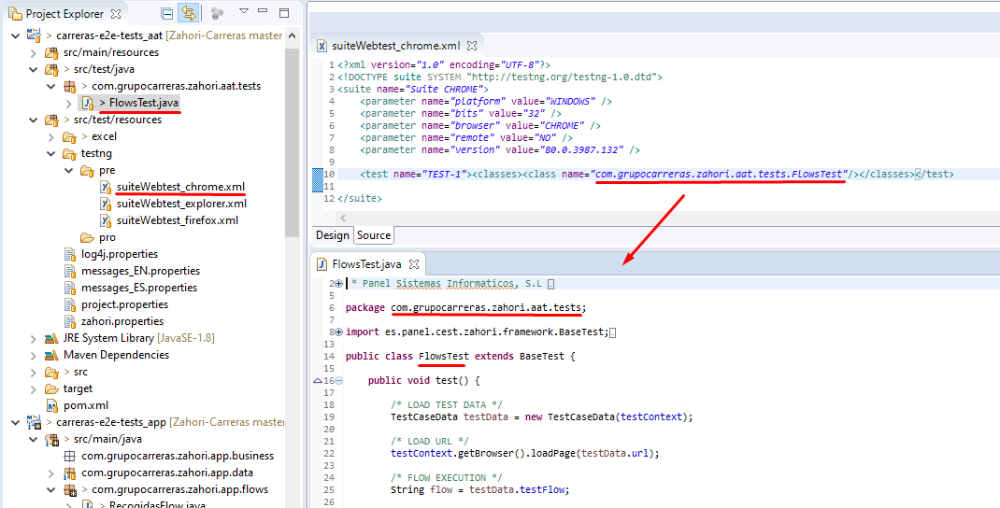 Project Explorer
carreras-e2e-tests_aat [Zahori-Carreras master
src/main/resources
> src/test/java
> com.grupocarreras.zahori.aat.tests
> FlowsTest.java
> src/test/resources
> excel
testng
pre
suiteWebtest_chrome.xml
suiteWebtest_explorer.xml
suiteWebtest_firefox.xml
pro
log4j.properties
messages_EN.properties
messages_ES.properties
project.properties
zahori.properties
JRE System Library [JavaSE-1.8]
Maven Dependencies
> src
target
pom.xml
> carreras-e2e-tests_app [Zahori-Carreras master
> src/main/java
com.grupocarreras.zahori.app.business
> com.grupocarreras.zahori.app.data
> com.grupocarreras.zahori.app.flows
> RecogidasFlow.java
suiteWebtest_chrome.xml
1 <?xml version="1.0" encoding="UTF-8"?>
2 <!DOCTYPE suite SYSTEM "http://testng.org/testng-1.0.dtd">
3 <suite name="Suite CHROME">
4 <parameter name="platform" value="WINDOWS" />
5 <parameter name="bits" value="32" />
6 <parameter name="browser" value="CHROME" />
7 <parameter name="remote" value="NO" />
8 <parameter name="version" value="80.0.3987.132" />
9
10 <test name="TEST-1"><classes><class name="com.grupocarreras.zahori.aat.tests.FlowsTest"/></classes></test>
11
12 </suite>
Design Source
FlowsTest.java
2 * Panel Sistemas Informaticos, S.L
5
6 package com.grupocarreras.zahori.aat.tests;
7
8 import es.panel.cest.zahori.framework.BaseTest;
13
14 public class FlowsTest extends BaseTest {
15
16 public void test() {
17
18 /* LOAD TEST DATA */
19 TestCaseData testData = new TestCaseData(testContext);
20
21 /* LOAD URL */
22 testContext.getBrowser().loadPage(testData.url);
23
24 /* FLOW EXECUTION */
25 String flow = testData.testFlow;
26